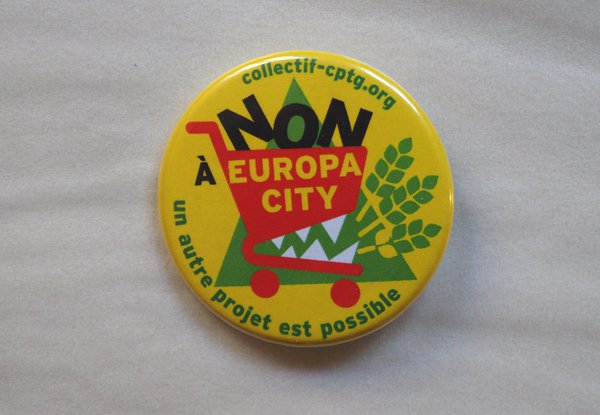 collectif-cptg.org
NON
À EUROPA
CITY
un autre projet est possible